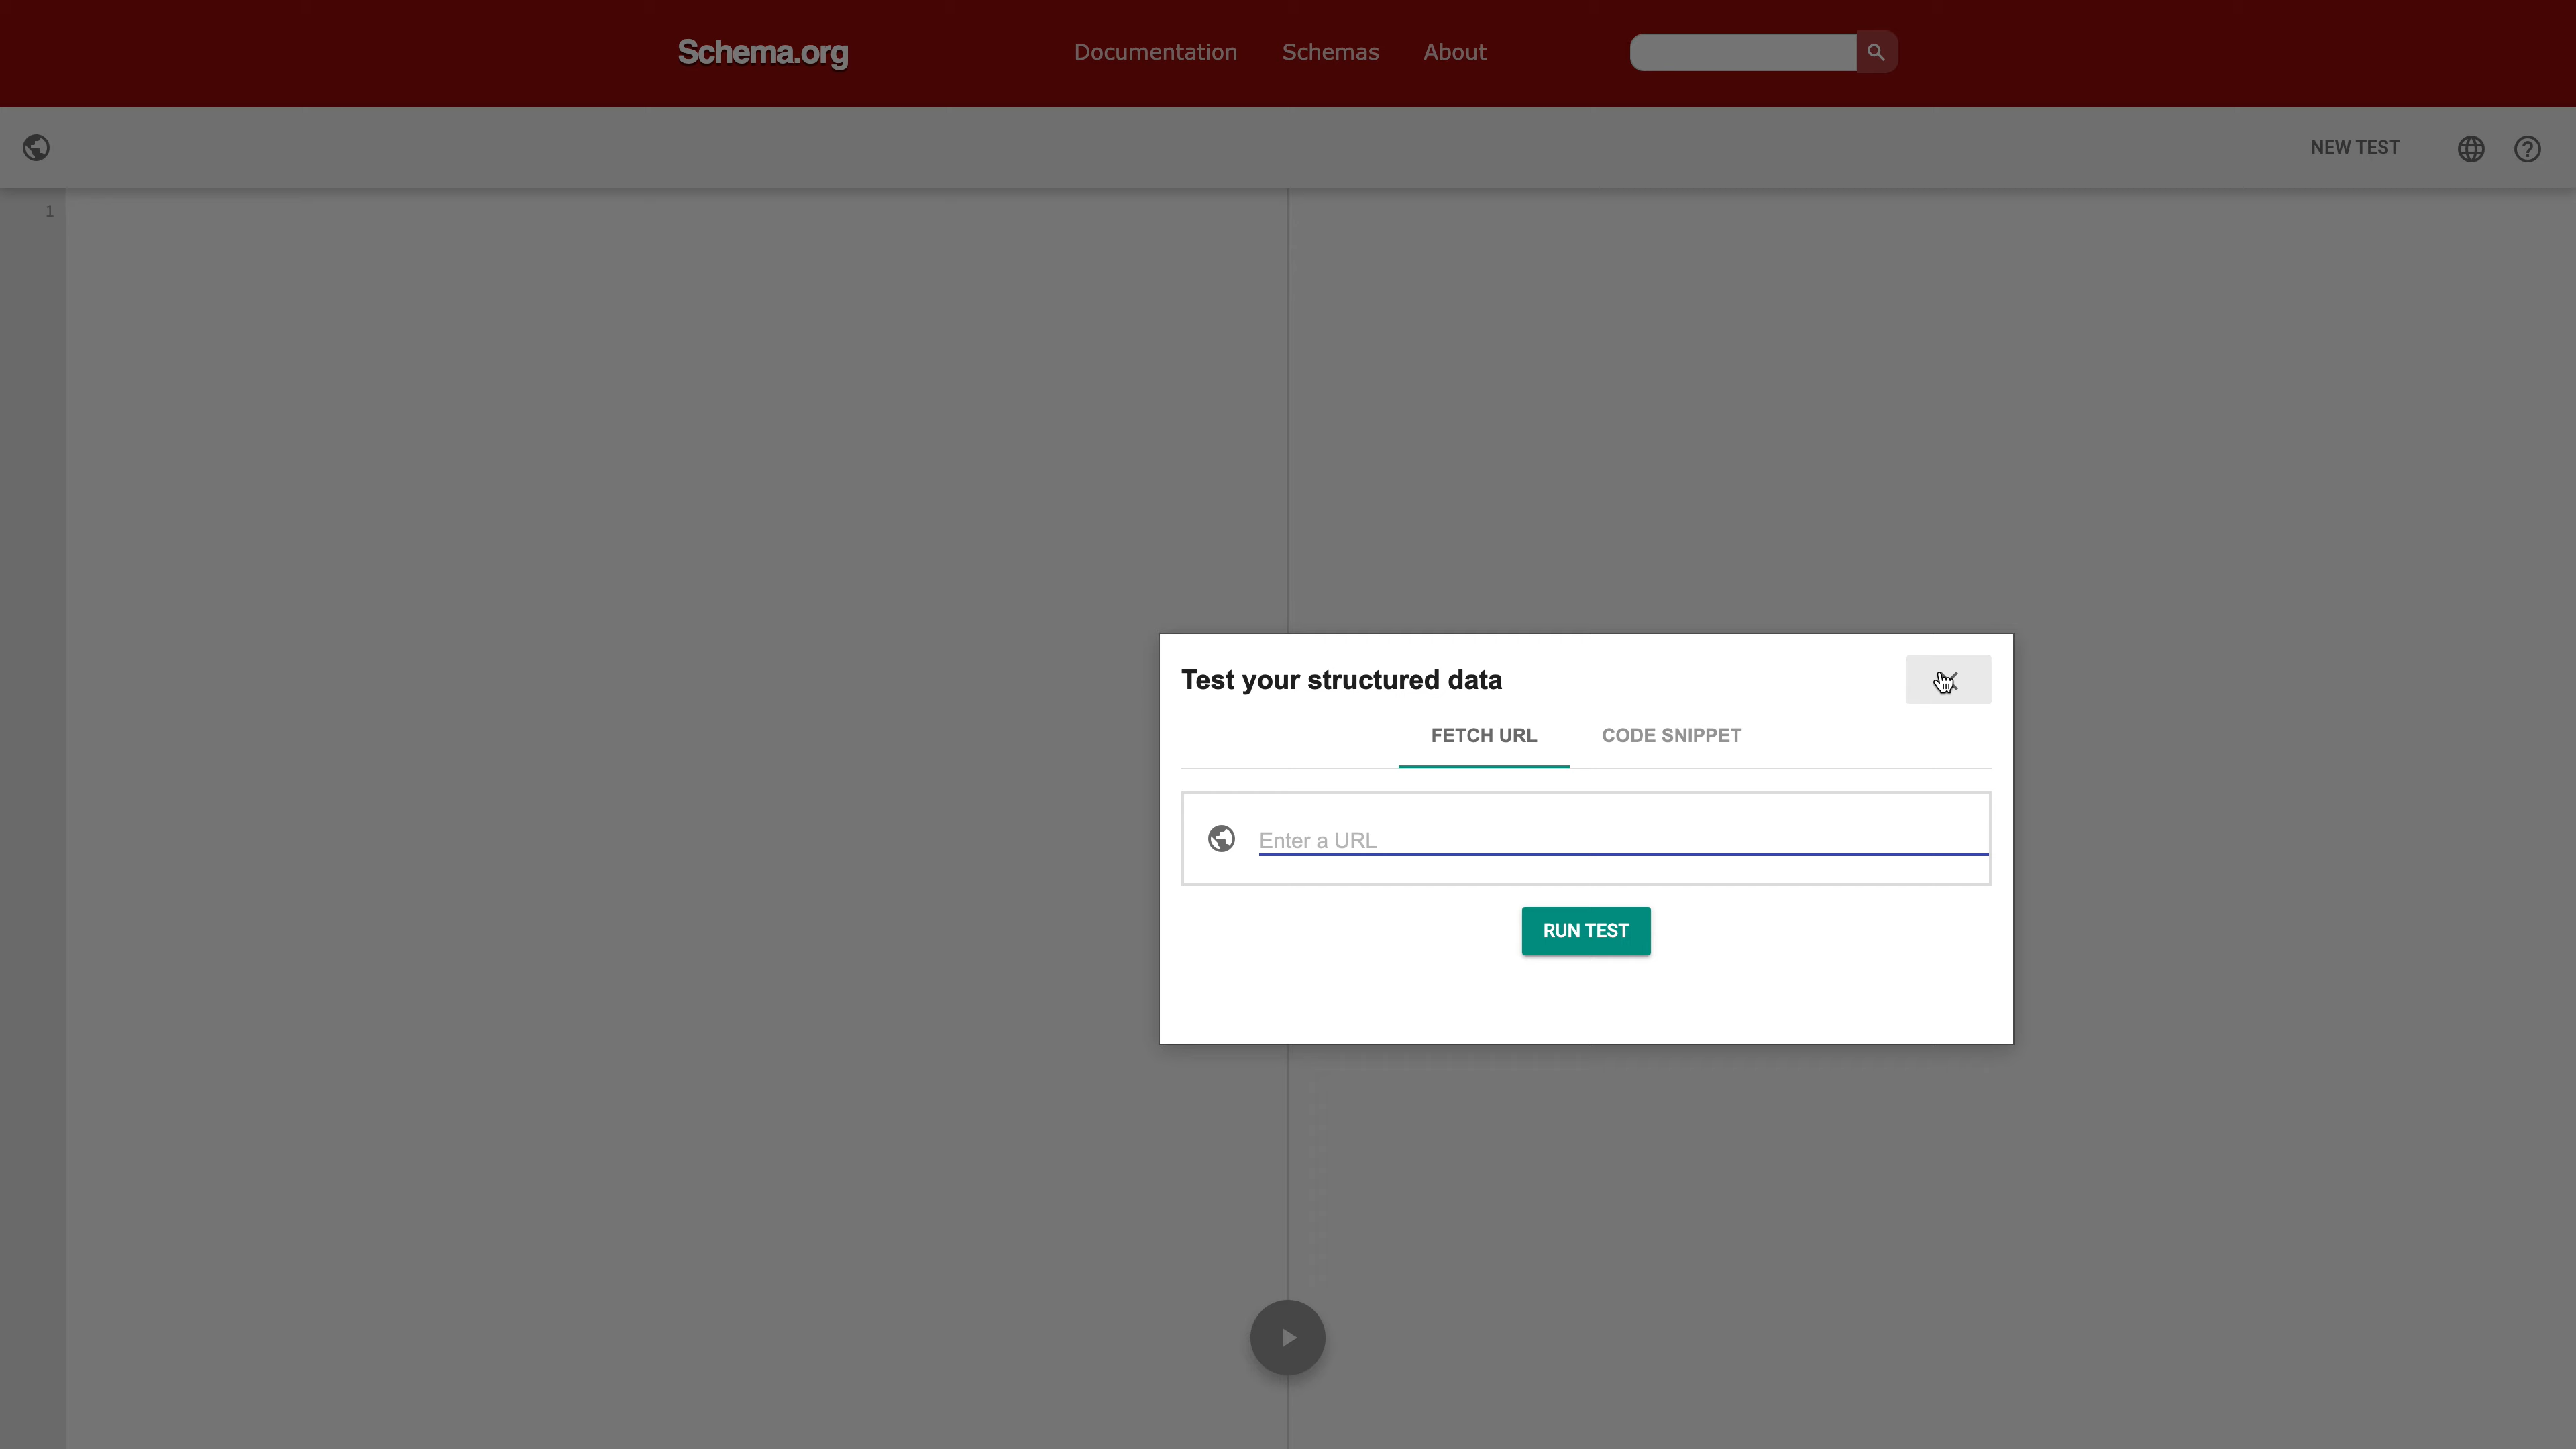 Schema.org
Documentation
Schemas
About
NEW TEST
1
Test your structured data
FETCH URL
CODE SNIPPET
Enter a URL
RUN TEST